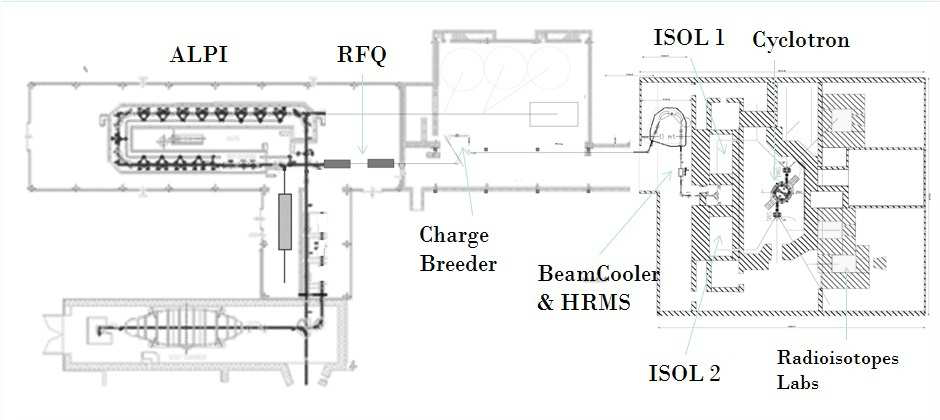 ISOL 1
Cyclotron
ALPI
RFQ
Charge
Breeder
BeamCooler
& HRMS
ISOL 2
Radioisotopes
Labs